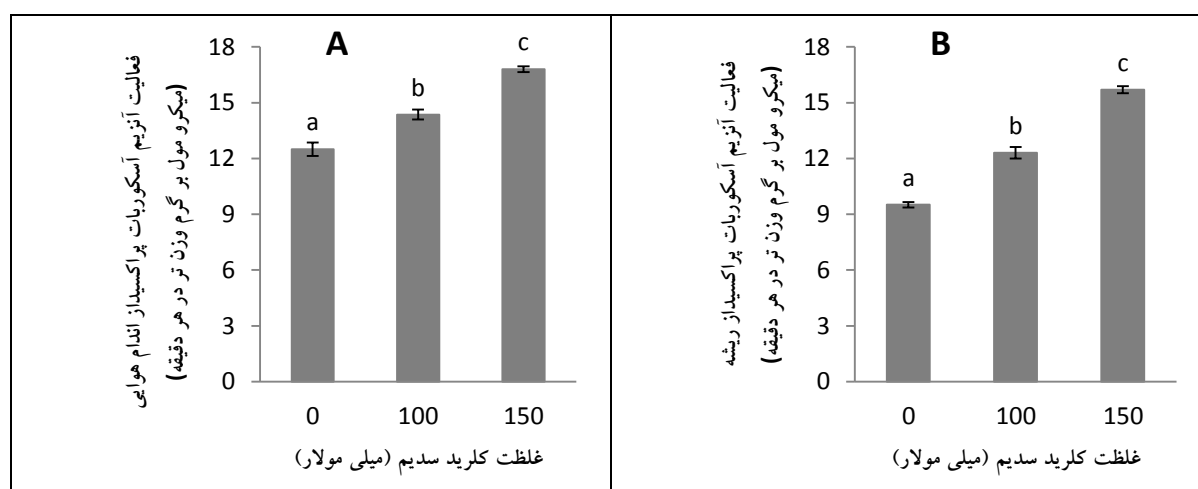 A
فعالیت آنزیم آسکوربات پراکسیداز اندام هوایی
(میکرو مول بر گرم وزن تر در هر دقیقه)
18
15
12
9
6
3
0
a
b
c
0 100 150
غلظت کلرید سدیم (میلی مولار)
B
فعالیت آنزیم آسکوربات پراکسیداز ریشه
(میکرو مول بر گرم وزن تر در هر دقیقه)
18
15
12
9
6
3
0
a
b
c
0 100 150
غلظت کلرید سدیم (میلی مولار)